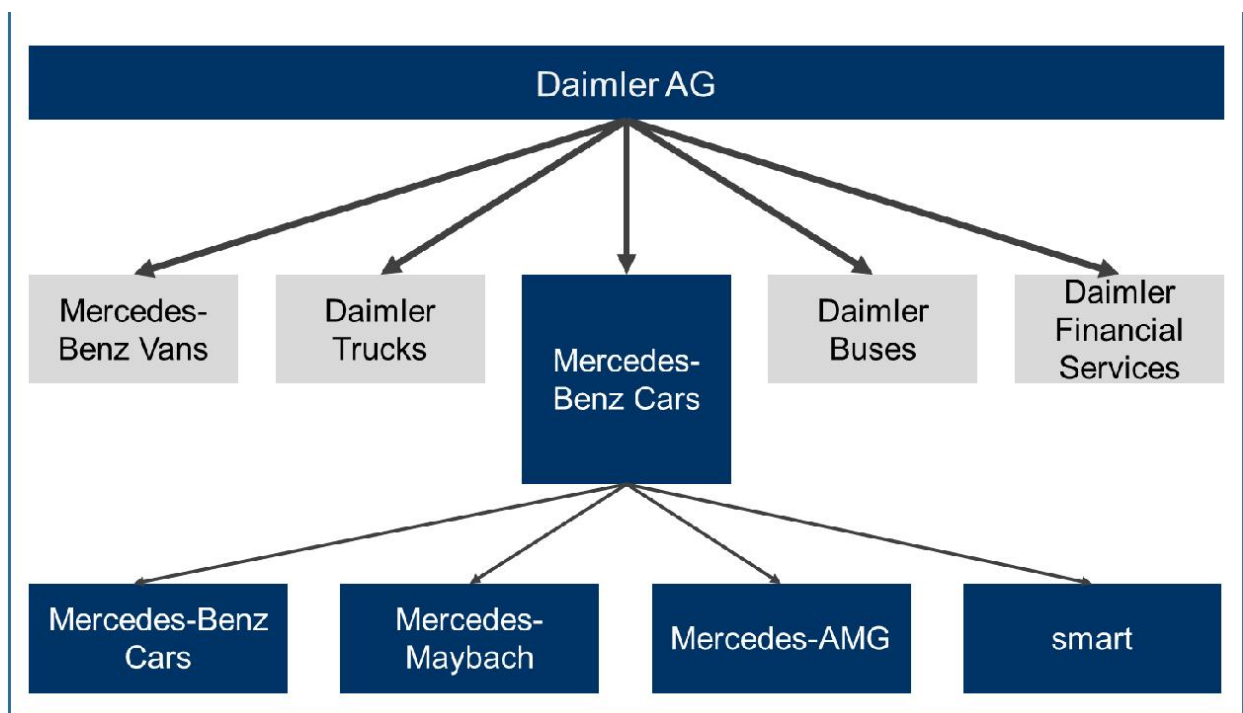 Daimler AG
Mercedes-
Benz Vans
Daimler
Trucks
Mercedes-
Benz Cars
Daimler
Buses
Daimler
Financial
Services
Mercedes-Benz
Cars
Mercedes-
Maybach
Mercedes-AMG
smart